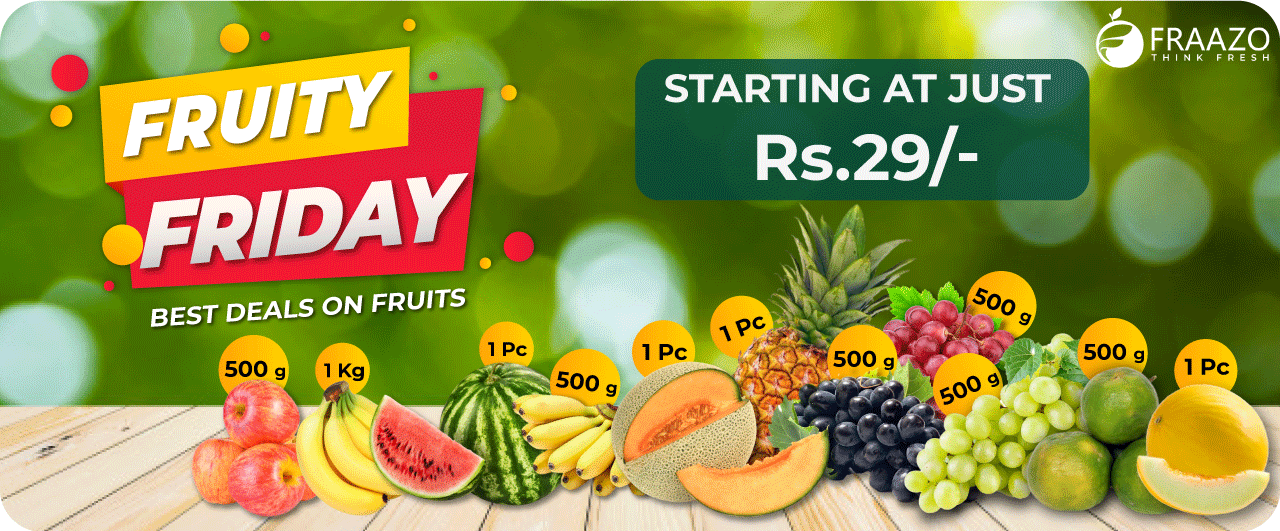 FRAAZO
THINK FRESH
FRUITY
FRIDAY
BEST DEALS ON FRUITS
STARTING AT JUST
Rs.29/-
500 g
1 Kg
1 Pc
500 g
1 Pc
1 Pc
500 g
500 g
500 g
500 g
1 Pc